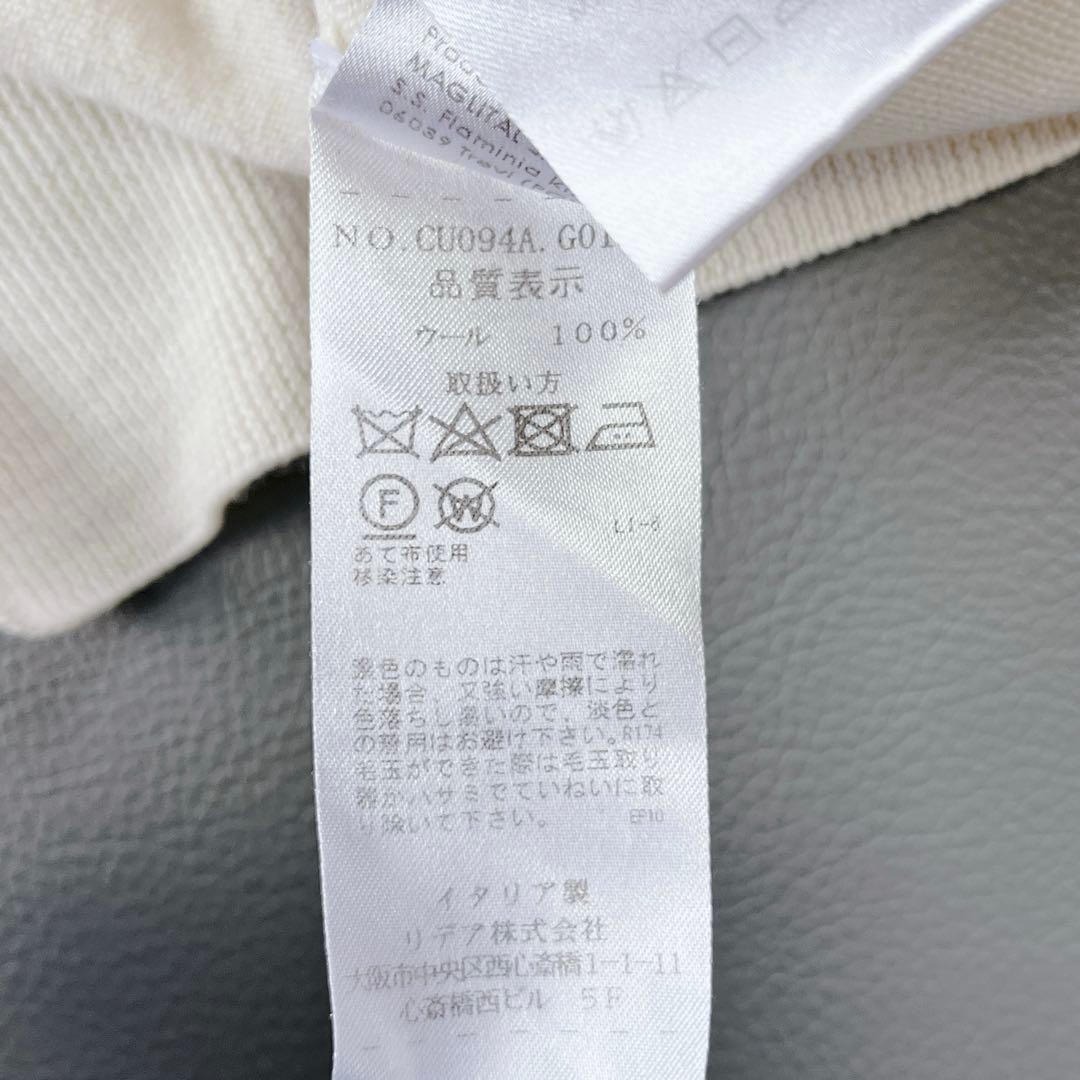 MAGLITAL
S.S. Flaminia
06039 Trevi
NO. CU094A. G01
品質表示
ウール 100%
取扱い方
F
W
L1-8
あて布使用
移染注意
濃色のものは汗や雨で濡れ
た場合、又強い摩擦により
色落ちし易いので、淡色と
の着用はお避け下さい。R174
毛玉ができた際は毛玉取り
器かハサミでていねいに取
り除いて下さい。 EP10
イタリア製
リデア株式会社
大阪市中央区西心斎橋1-1-11
心斎橋西ビル 5F